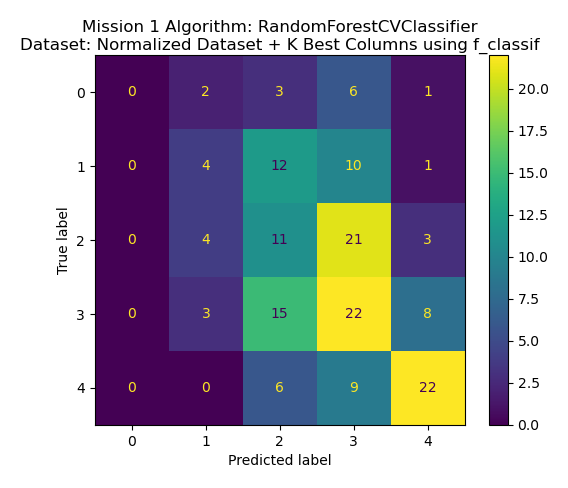 Mission 1 Algorithm: RandomForestCVClassifier
Dataset: Normalized Dataset + K Best Columns using f_classif
0 0 2 3 6 1
1 0 4 12 10 1
2 0 4 11 21 3
3 0 3 15 22 8
4 0 0 6 9 22
0 1 2 3 4
True label
Predicted label
20.0
17.5
15.0
12.5
10.0
7.5
5.0
2.5
0.0